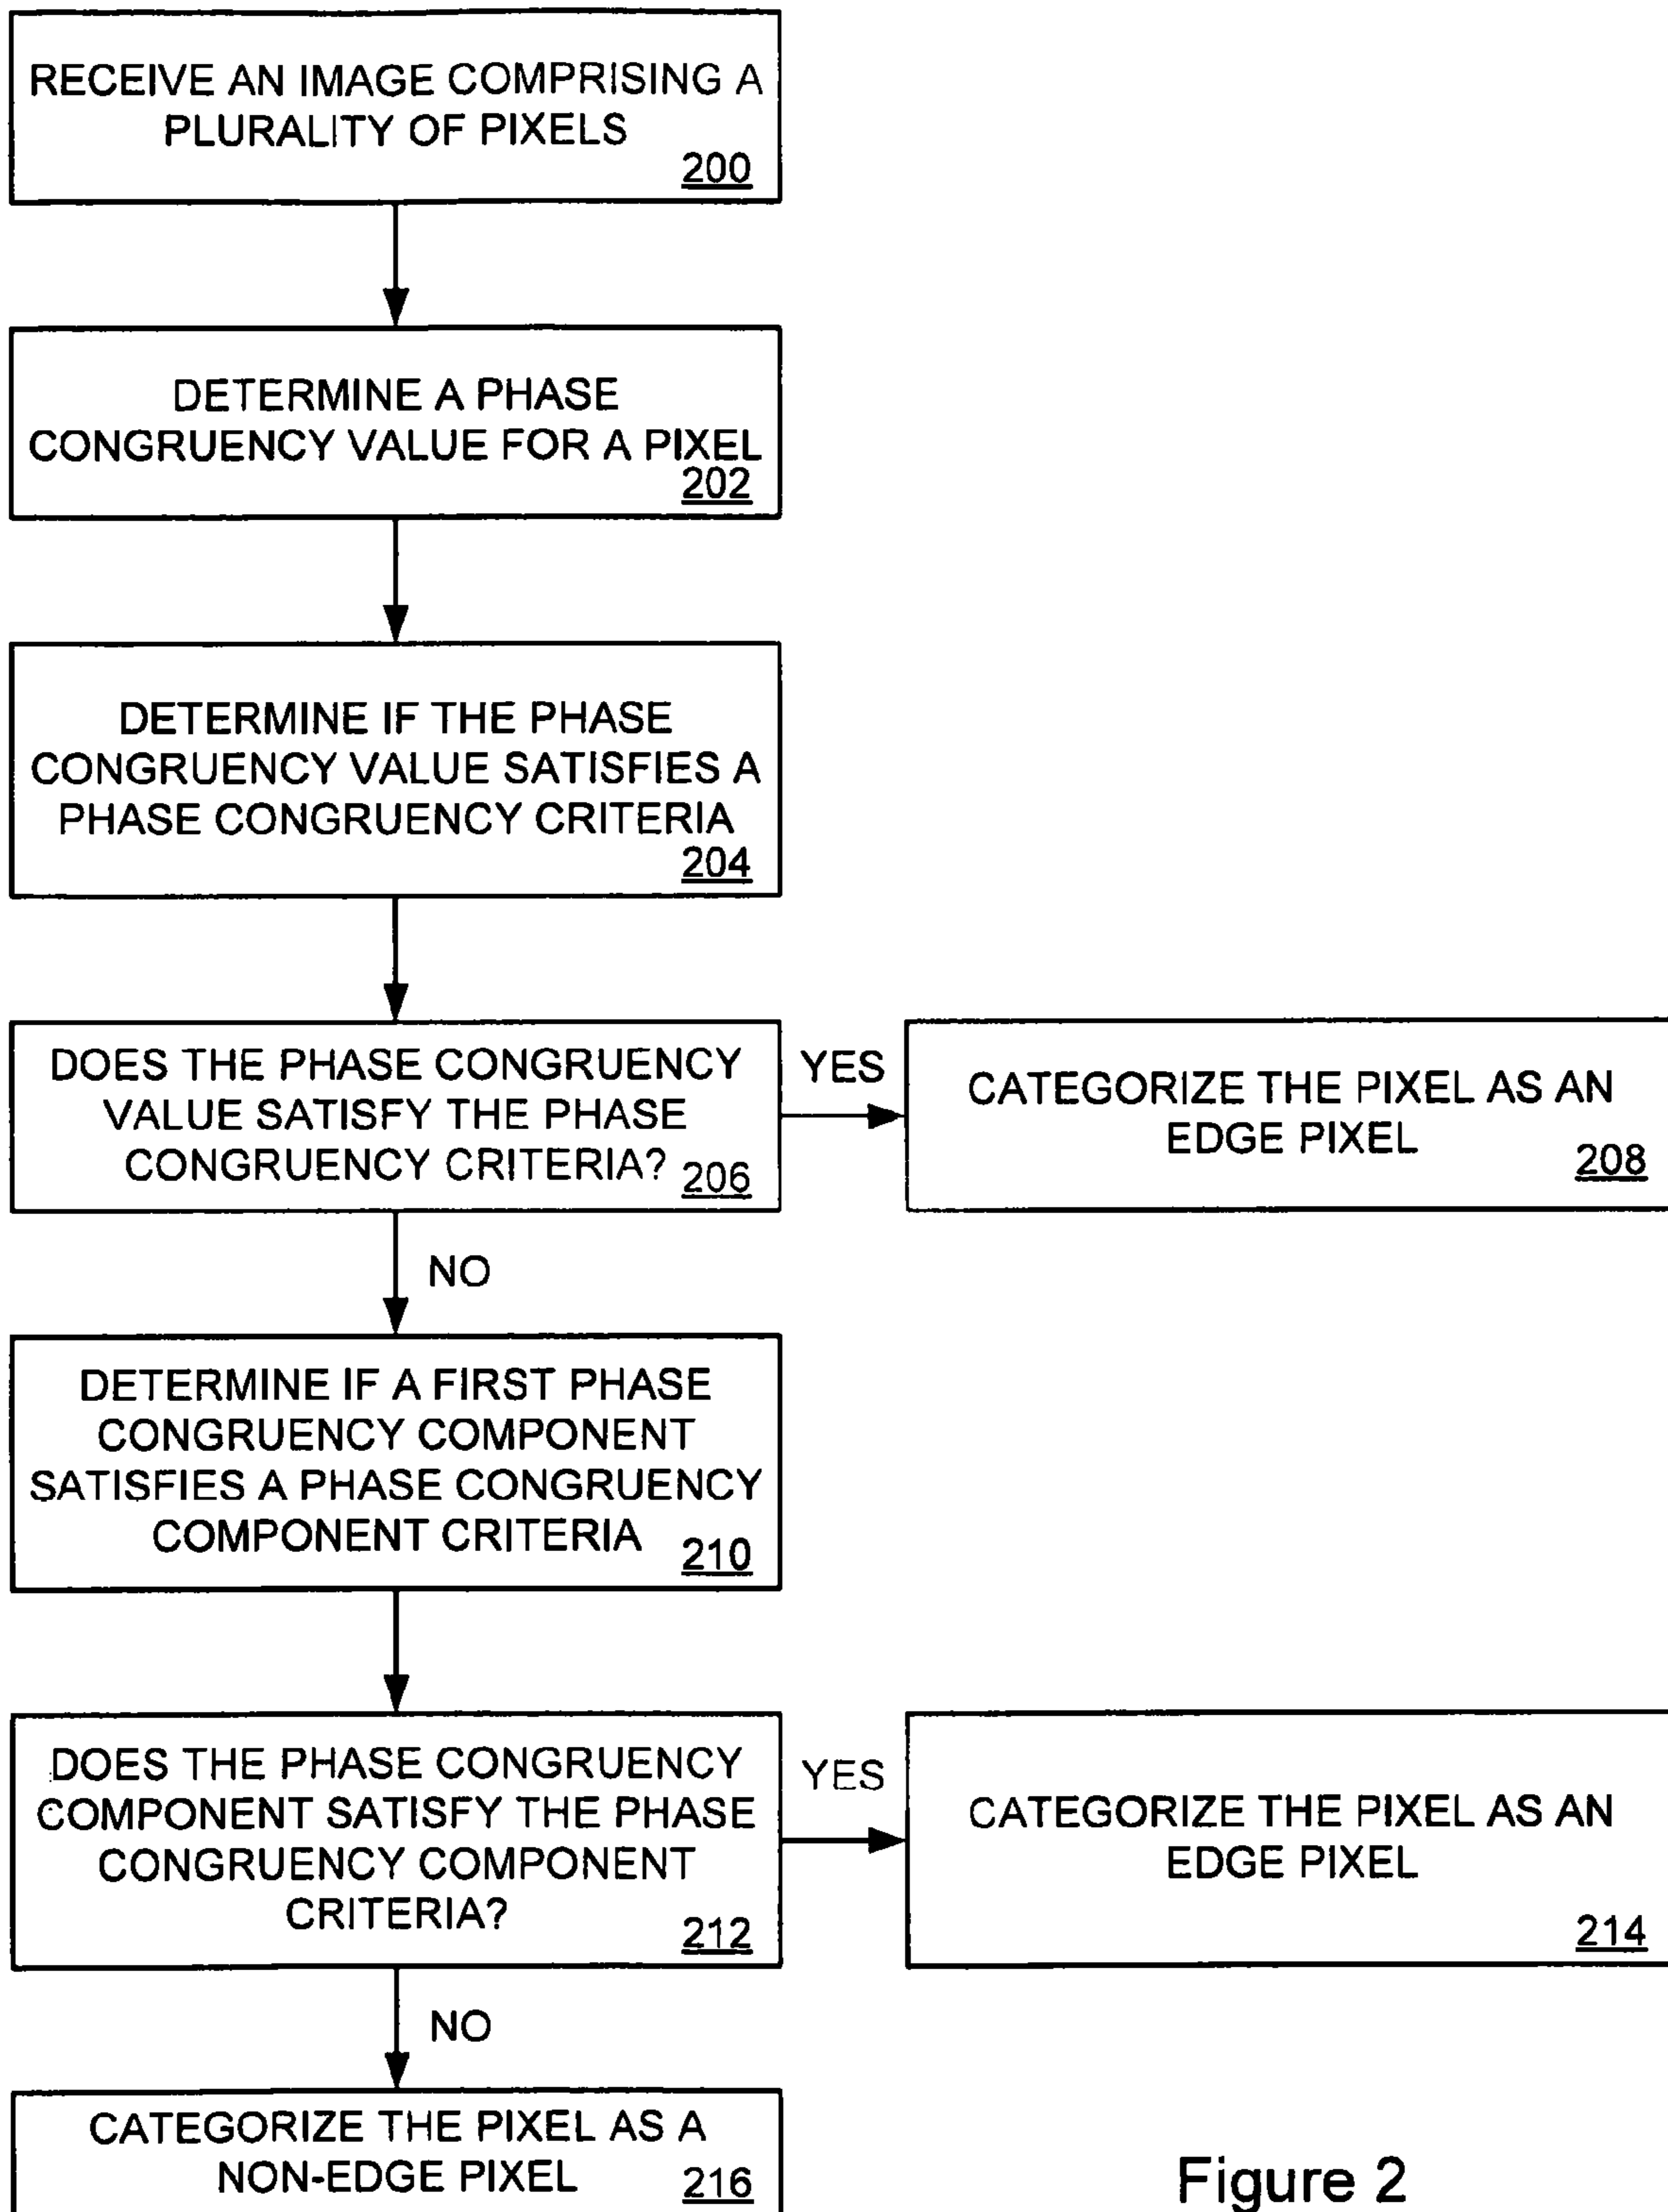 RECEIVE AN IMAGE COMPRISING A
PLURALITY OF PIXELS
200
DETERMINE A PHASE
CONGRUENCY VALUE FOR A PIXEL
202
DETERMINE IF THE PHASE
CONGRUENCY VALUE SATISFIES A
PHASE CONGRUENCY CRITERIA
204
DOES THE PHASE CONGRUENCY
VALUE SATISFY THE PHASE
CONGRUENCY CRITERIA?
206
YES
CATEGORIZE THE PIXEL AS AN
EDGE PIXEL
208
NO
DETERMINE IF A FIRST PHASE
CONGRUENCY COMPONENT
SATISFIES A PHASE CONGRUENCY
COMPONENT CRITERIA
210
DOES THE PHASE CONGRUENCY
COMPONENT SATISFY THE PHASE
CONGRUENCY COMPONENT
CRITERIA?
212
YES
CATEGORIZE THE PIXEL AS AN
EDGE PIXEL
214
NO
CATEGORIZE THE PIXEL AS A
NON-EDGE PIXEL
216
Figure 2